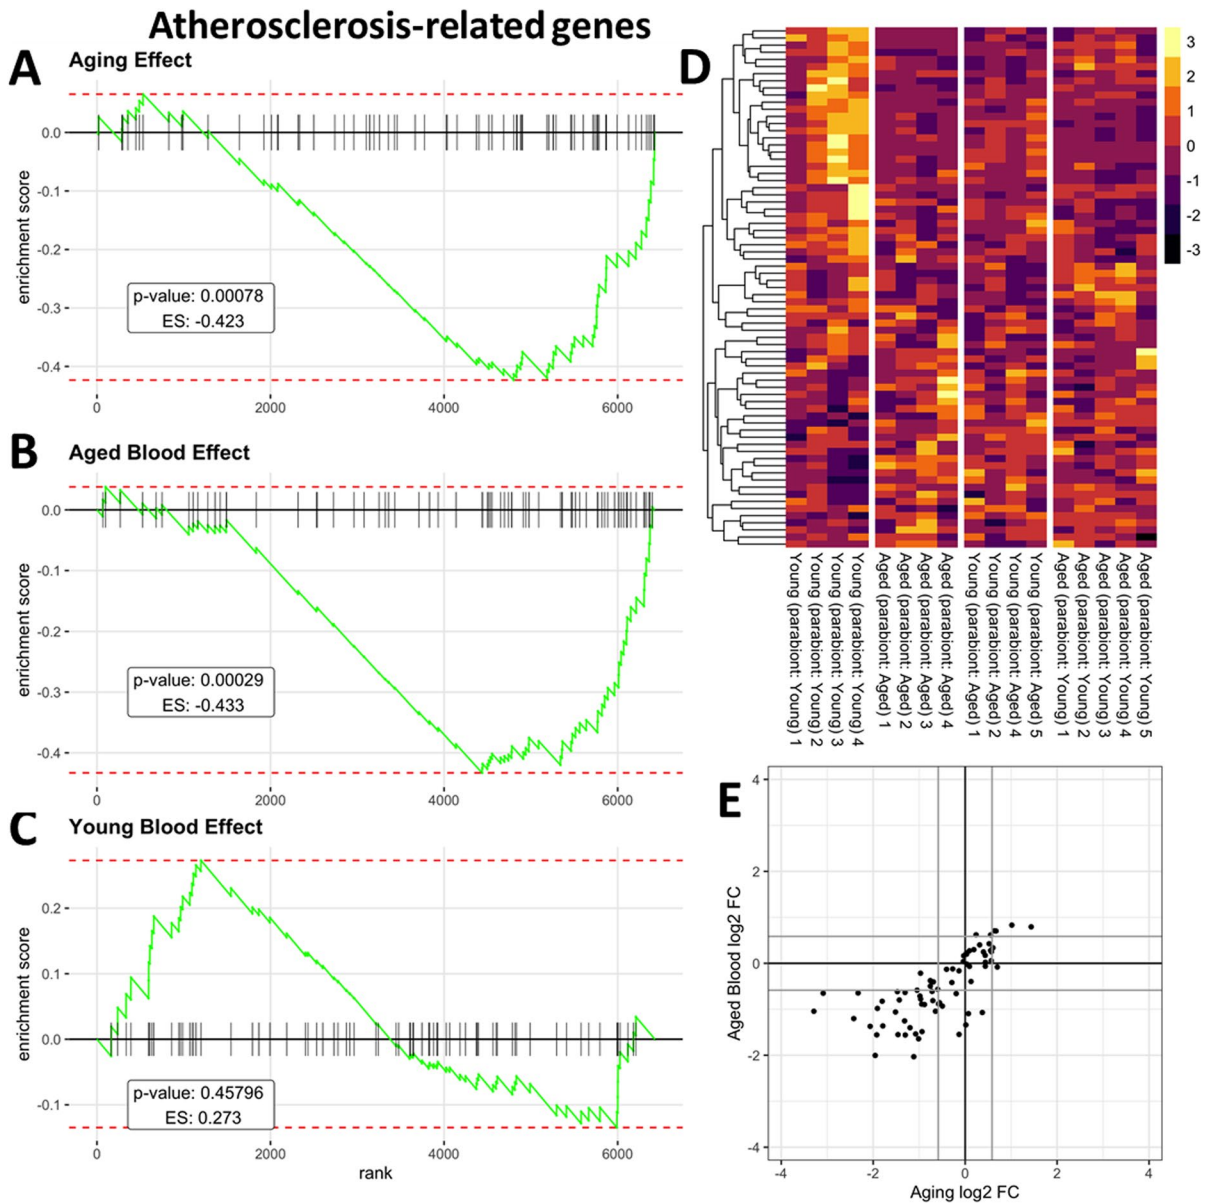 Atherosclerosis-related genes
A
Aging Effect
enrichment score
0.0
-0.1
-0.2
-0.3
-0.4
p-value: 0.00078
ES: -0.423
0
2000
4000
6000
B
Aged Blood Effect
enrichment score
0.0
-0.1
-0.2
-0.3
-0.4
p-value: 0.00029
ES: -0.433
0
2000
4000
6000
C
Young Blood Effect
enrichment score
0.2
0.1
0.0
-0.1
p-value: 0.45796
ES: 0.273
0
2000
4000
6000
rank
D
3
2
1
0
-1
-2
-3
Young (parabiont: Young) 1
Young (parabiont: Young) 2
Young (parabiont: Young) 3
Young (parabiont: Young) 4
Aged (parabiont: Aged) 1
Aged (parabiont: Aged) 2
Aged (parabiont: Aged) 3
Aged (parabiont: Aged) 4
Young (parabiont: Aged) 1
Young (parabiont: Aged) 2
Young (parabiont: Aged) 4
Young (parabiont: Aged) 5
Aged (parabiont: Young) 1
Aged (parabiont: Young) 2
Aged (parabiont: Young) 3
Aged (parabiont: Young) 4
Aged (parabiont: Young) 5
E
Aged Blood log2 FC
4
2
0
-2
-4
-4
-2
0
2
4
Aging log2 FC